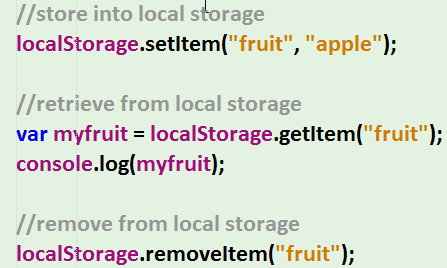 //store into local storage
localStorage.setItem("fruit", "apple");
//retrieve from local storage
var myfruit = localStorage.getItem("fruit");
console.log(myfruit);
//remove from local storage
localStorage.removeItem("fruit");